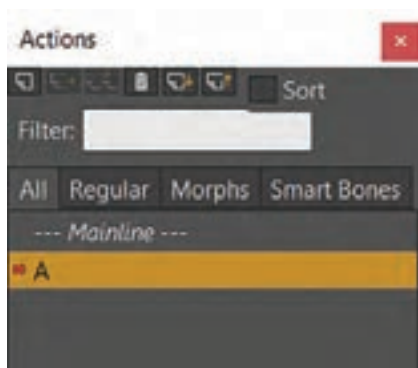 Actions
Sort
Filter:
All Regular Morphs Smart Bones
--- Mainline ---
A